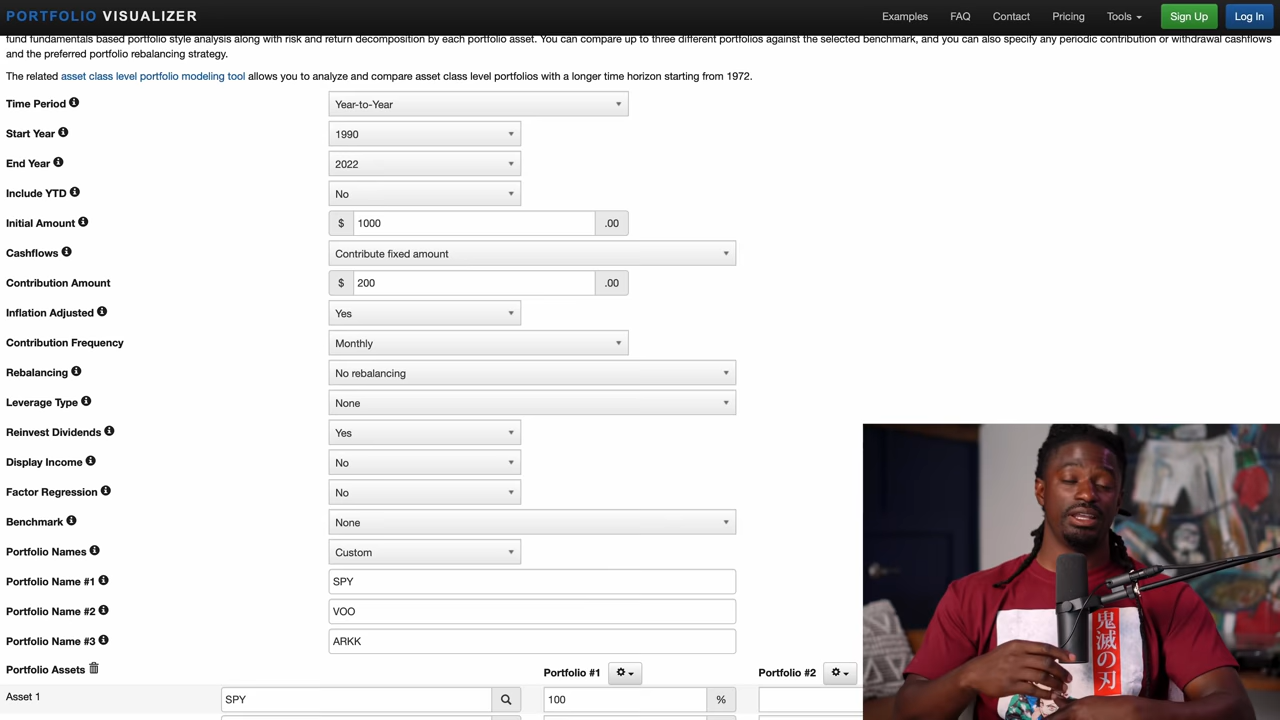 PORTFOLIO VISUALIZER
Examples FAQ Contact Pricing Tools Sign Up Log In
fund fundamentals based portfolio style analysis along with risk and return decomposition by each portfolio asset. You can compare up to three different portfolios against the selected benchmark, and you can also specify any periodic contribution or withdrawal cashflows
and the preferred portfolio rebalancing strategy.
The related asset class level portfolio modeling tool allows you to analyze and compare asset class level portfolios with a longer time horizon starting from 1972.
Time Period Year-to-Year
Start Year 1990
End Year 2022
Include YTD No
Initial Amount $ 1000 .00
Cashflows Contribute fixed amount
Contribution Amount $ 200 .00
Inflation Adjusted Yes
Contribution Frequency Monthly
Rebalancing No rebalancing
Leverage Type None
Reinvest Dividends Yes
Display Income No
Factor Regression No
Benchmark None
Portfolio Names Custom
Portfolio Name #1 SPY
Portfolio Name #2 VOO
Portfolio Name #3 ARKK
Portfolio Assets Portfolio #1 Portfolio #2
Asset 1 SPY 100 %
鬼滅の刃